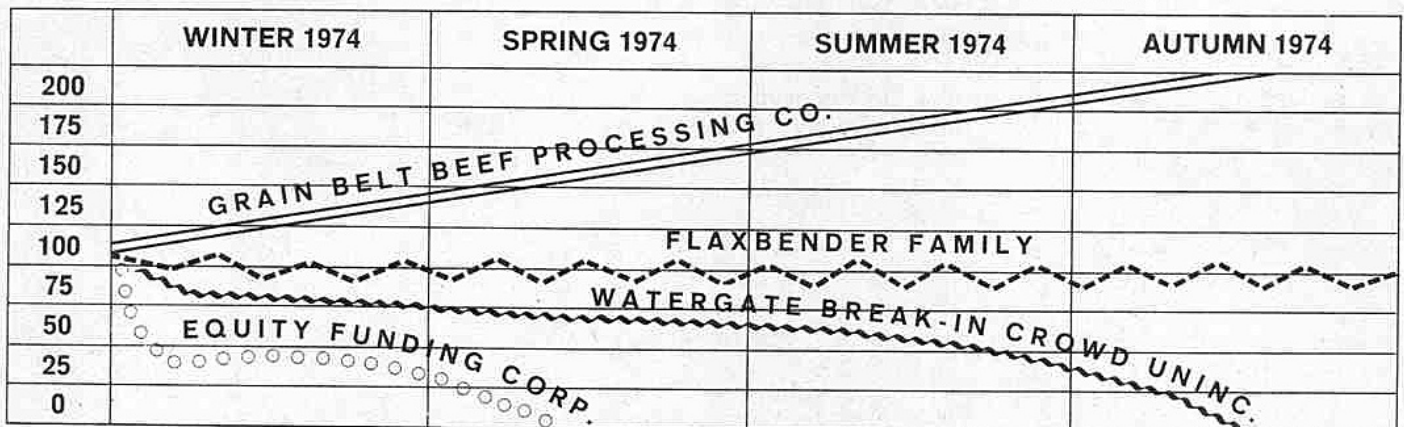 WINTER 1974 SPRING 1974 SUMMER 1974 AUTUMN 1974
200
175
150
125
100
75
50
25
0
GRAIN BELT BEEF PROCESSING CO.
FLAXBENDER FAMILY
WATERGATE BREAK-IN CROWD UNINC.
EQUITY FUNDING CORP.